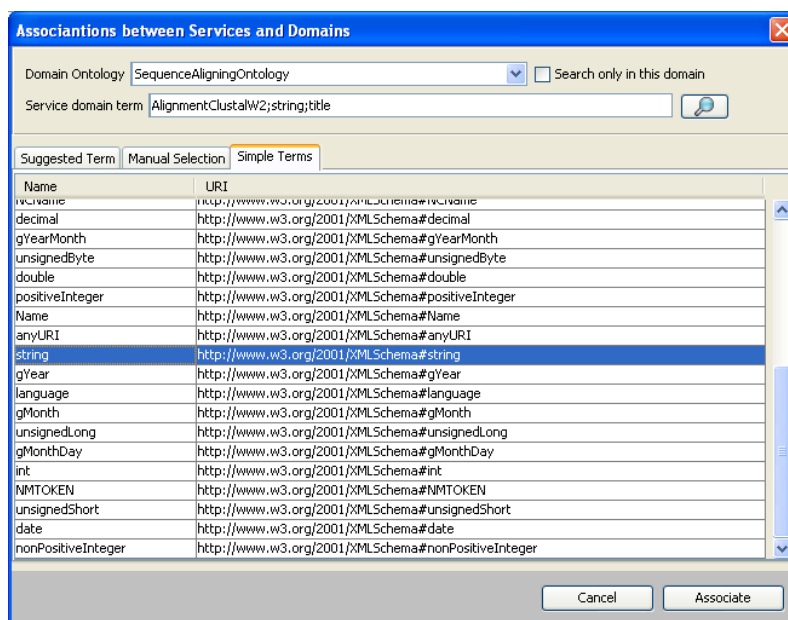 Associantions between Services and Domains
Domain Ontology SequenceAligningOntology Search only in this domain
Service domain term AlignmentClustalW2;string;title
Suggested Term Manual Selection Simple Terms
Name URI
NCName http://www.w3.org/2001/XMLSchema#NCName
decimal http://www.w3.org/2001/XMLSchema#decimal
gYearMonth http://www.w3.org/2001/XMLSchema#gYearMonth
unsignedByte http://www.w3.org/2001/XMLSchema#unsignedByte
double http://www.w3.org/2001/XMLSchema#double
positiveInteger http://www.w3.org/2001/XMLSchema#positiveInteger
Name http://www.w3.org/2001/XMLSchema#Name
anyURI http://www.w3.org/2001/XMLSchema#anyURI
string http://www.w3.org/2001/XMLSchema#string
gYear http://www.w3.org/2001/XMLSchema#gYear
language http://www.w3.org/2001/XMLSchema#language
gMonth http://www.w3.org/2001/XMLSchema#gMonth
unsignedLong http://www.w3.org/2001/XMLSchema#unsignedLong
gMonthDay http://www.w3.org/2001/XMLSchema#gMonthDay
int http://www.w3.org/2001/XMLSchema#int
NMTOKEN http://www.w3.org/2001/XMLSchema#NMTOKEN
unsignedShort http://www.w3.org/2001/XMLSchema#unsignedShort
date http://www.w3.org/2001/XMLSchema#date
nonPositiveInteger http://www.w3.org/2001/XMLSchema#nonPositiveInteger
Cancel Associate